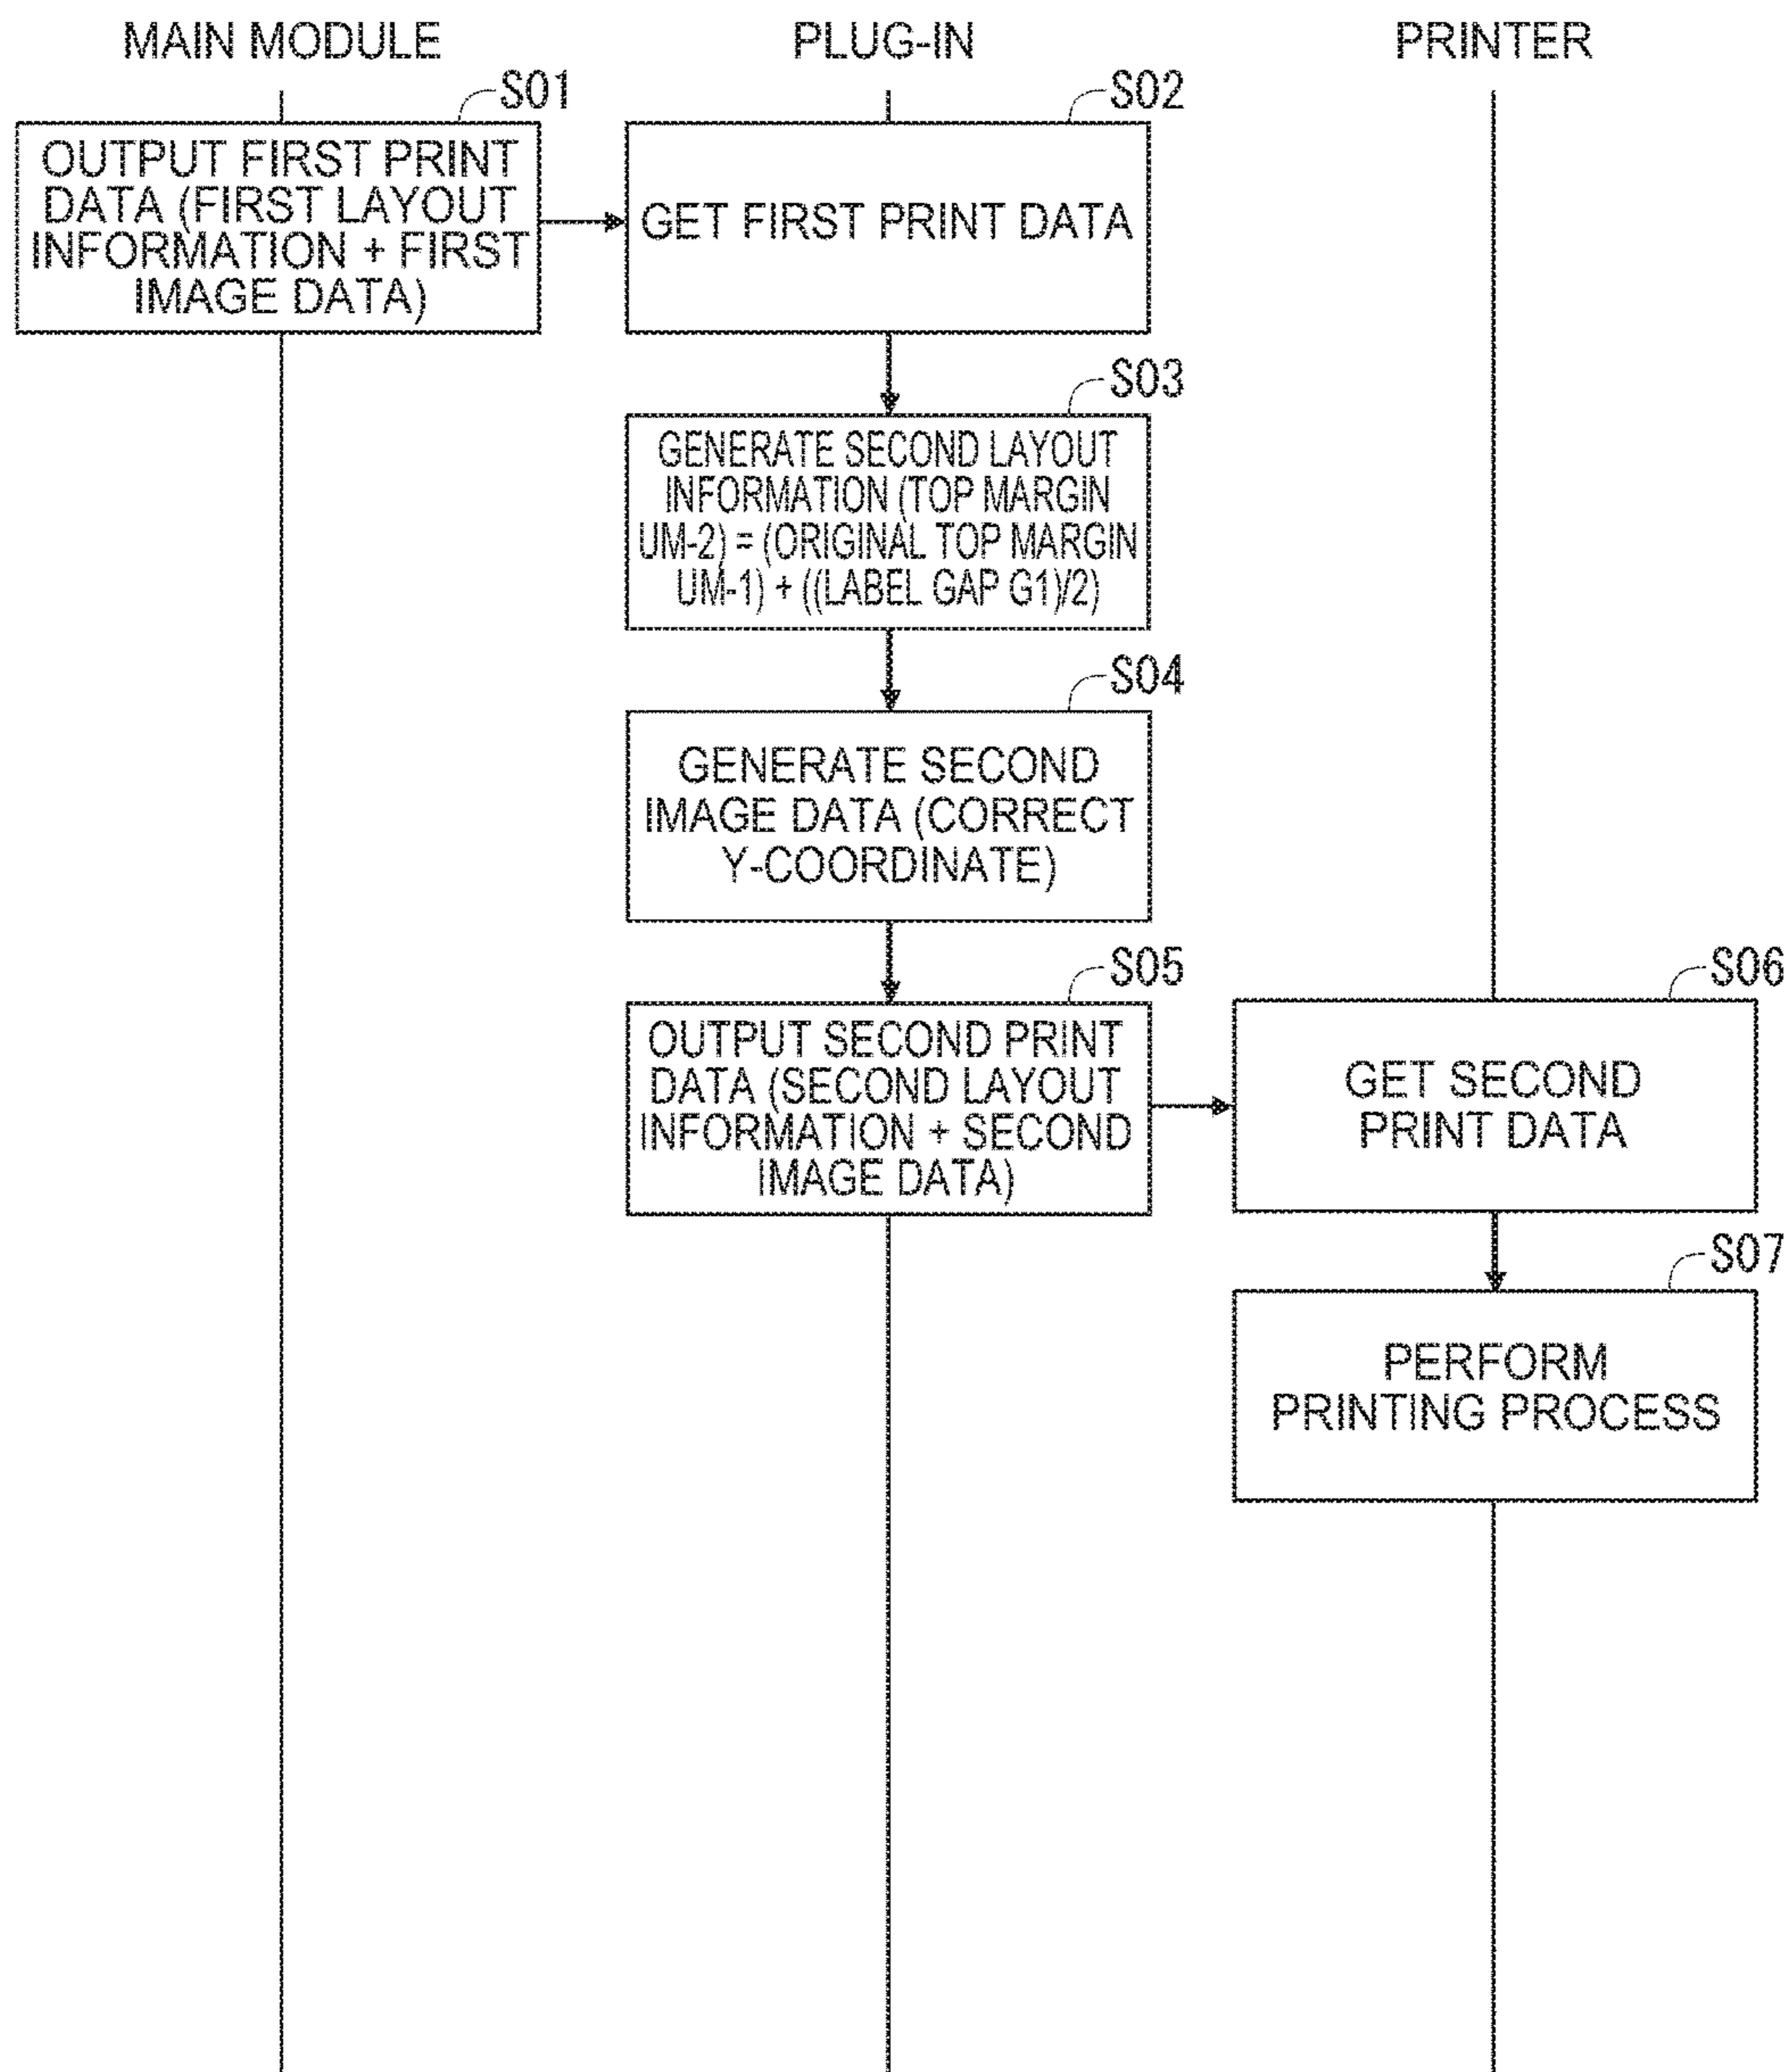 MAIN MODULE
PLUG-IN
PRINTER
S01
OUTPUT FIRST PRINT
DATA (FIRST LAYOUT
INFORMATION + FIRST
IMAGE DATA)
S02
GET FIRST PRINT DATA
S03
GENERATE SECOND LAYOUT
INFORMATION (TOP MARGIN
UM-2) = (ORIGINAL TOP MARGIN
UM-1) + ((LABEL GAP G1)/2)
S04
GENERATE SECOND
IMAGE DATA (CORRECT
Y-COORDINATE)
S05
OUTPUT SECOND PRINT
DATA (SECOND LAYOUT
INFORMATION + SECOND
IMAGE DATA)
S06
GET SECOND
PRINT DATA
S07
PERFORM
PRINTING PROCESS